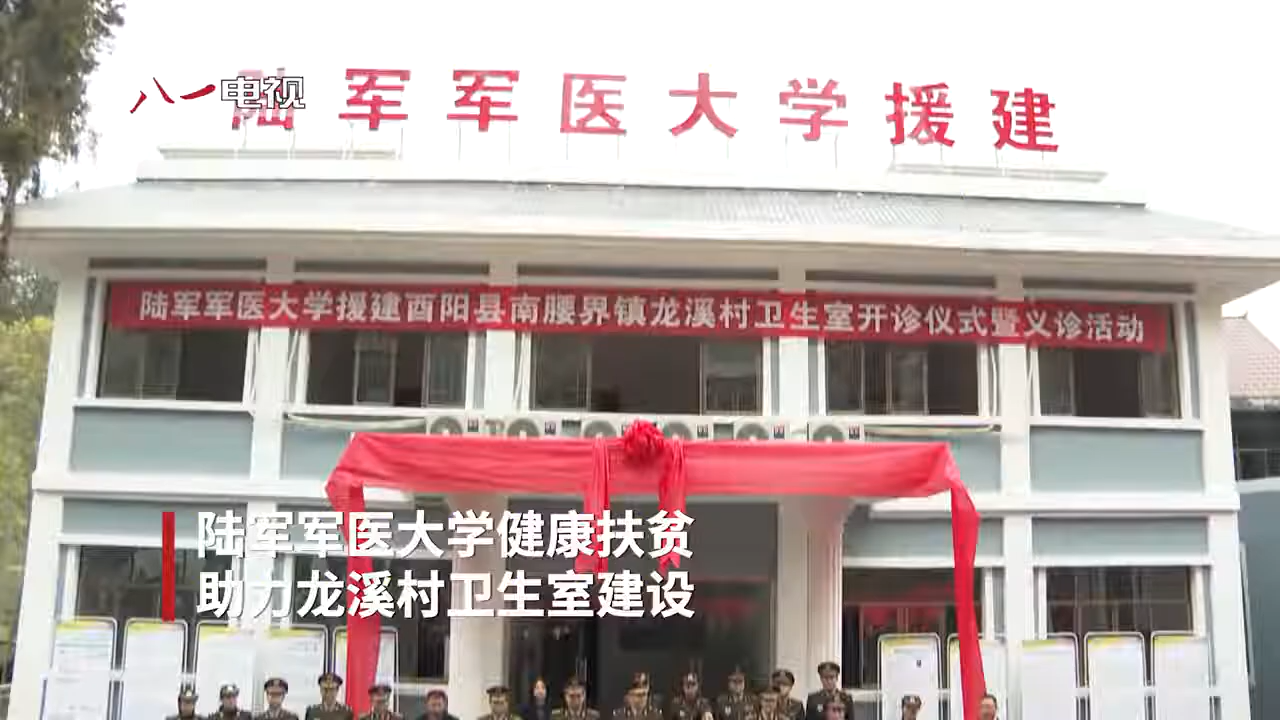 八一电视
陆军军医大学援建
陆军军医大学援建酉阳县南腰界镇龙溪村卫生室开诊仪式暨义诊活动
陆军军医大学健康扶贫
助力龙溪村卫生室建设